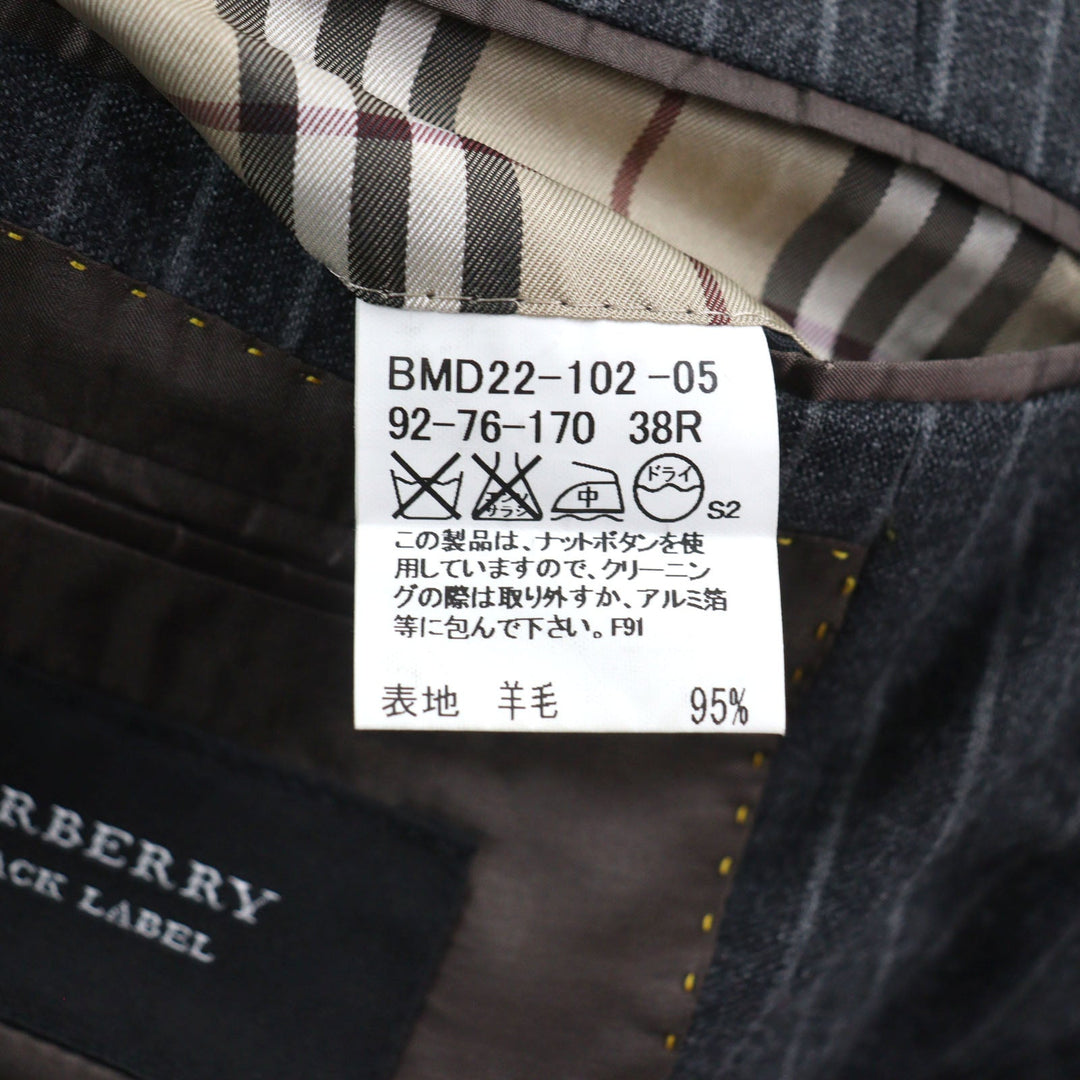 BMD22-102-05
92-76-170 38R
中 ドライ S2
この製品は、ナットボタンを使
用していますので、クリーニン
グの際は取り外すか、アルミ箔
等に包んで下さい。F91
表地 羊毛 95%
RBERRY
ACK LABEL